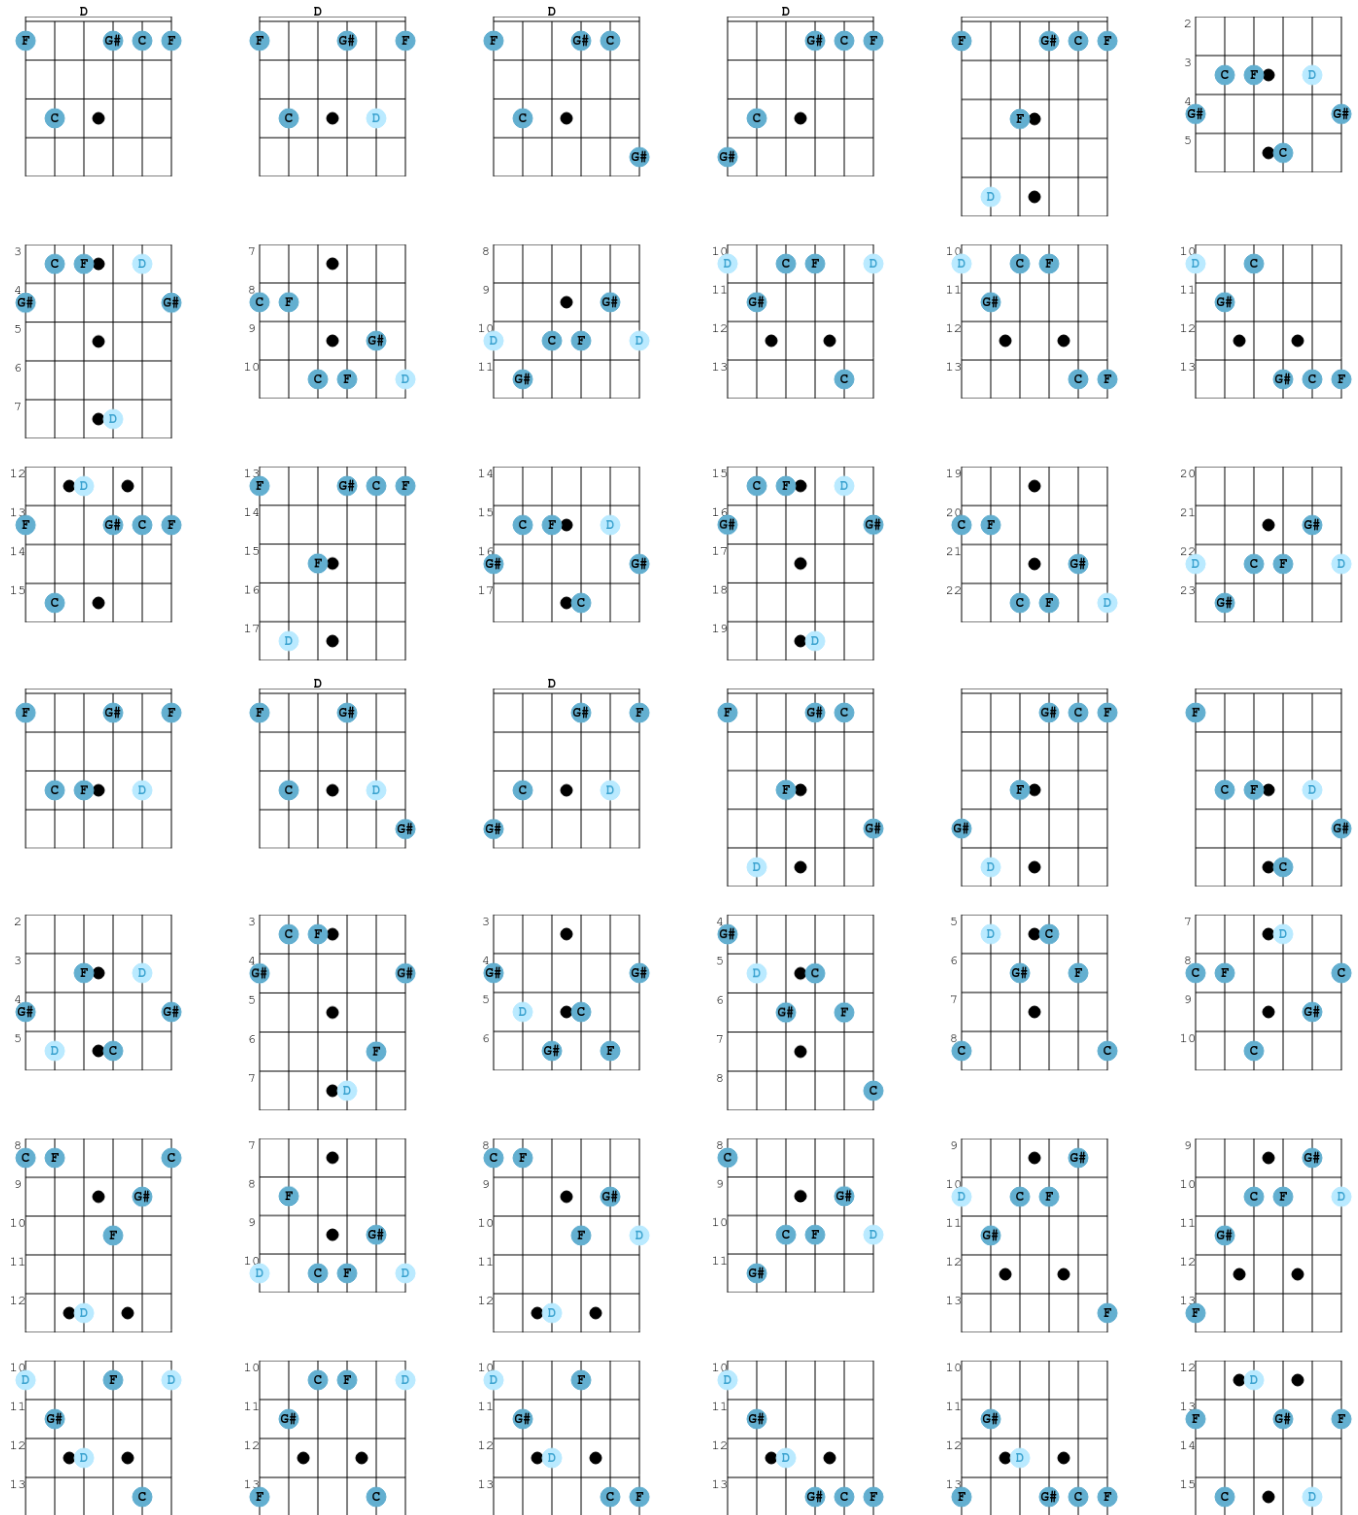 D D D D
F G# C F F G# F F G# C G# C F F G# C F 2
3
C F D
C C D C C F 4
G# G#
5
G# G# C
D
3 7 8 10 10 10
C F D D C F D D C F D C
4 8 9 11 11 11
G# G# C F G# G# G# G#
5 9 10 12 12 12
G# D C F D
6 10 11 13 13 13
C F D G# C C F G# C F
7
D
12 13 14 15 19 20
D F G# C F C F D
13 14 15 16 20 21
F G# C F C F D G# G# C F G#
14 15 16 17 21 22
F G# G# G# D C F D
15 16 17 18 22 23
C C C F D G#
17 19
D D
D D
F G# F F G# G# F F G# C G# C F F
C F D C D C D F F C F D
G# G# G# G# G#
D D C
2 3 3 4 5 7
C F G# D C D
3 4 4 5 6 8
F D G# G# G# G# D C G# F C F C
4 5 5 6 7 9
G# G# D C G# F G#
5 6 6 7 8 10
D C F G# F C C C
7 8
D C
8 7 8 8 9 9
C F C C F C G# G#
9 8 9 9 10 10
G# F G# G# D C F C F D
10 9 10 10 11 11
F G# F D C F D G# G#
11 10 11 11 12 12
D C F D G#
12 12 13 13
D D F F
10 10 10 10 10 12
D F D C F D D F D D
11 11 11 11 11 13
G# G# G# G# G# F G# F
12 12 12 12 12 14
D D D D
13 13 13 13 13 15
C F C C F G# C F F G# C F C D